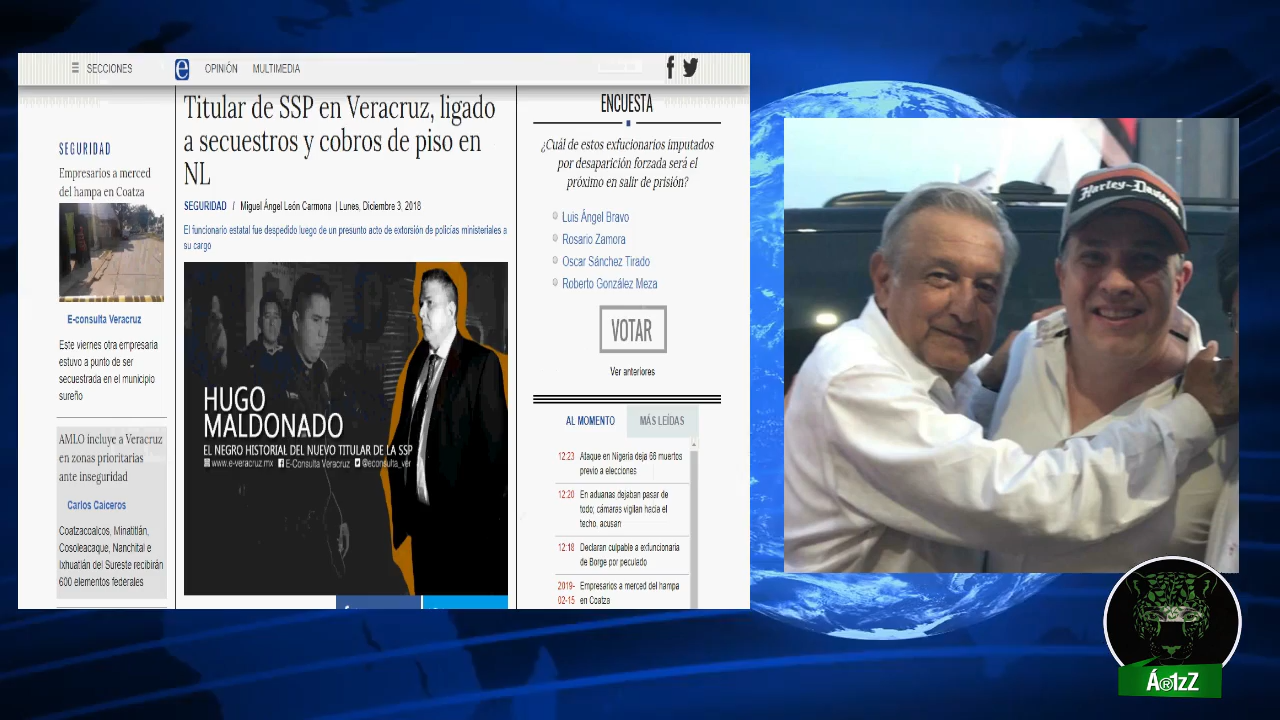 SECCIONES
e
OPINIÓN
MULTIMEDIA
SEGURIDAD
Empresarios a merced
del hampa en Coatza
E-consulta Veracruz
Este viernes otra empresaria
estuvo a punto de ser
secuestrada en el municipio
sureño
AMLO incluye a Veracruz
en zonas prioritarias
ante inseguridad
Carlos Caiceros
Coatzacoalcos, Minatitlán,
Cosoleacaque, Nanchital e
Ixhuatlán del Sureste recibirán
600 elementos federales
Titular de SSP en Veracruz, ligado
a secuestros y cobros de piso en
NL
SEGURIDAD / Miguel Ángel León Carmona | Lunes, Diciembre 3, 2018
El funcionario estatal fue despedido luego de un presunto acto de extorsión de policías ministeriales a
su cargo
HUGO
MALDONADO
EL NEGRO HISTORIAL DEL NUEVO TITULAR DE LA SSP
www.e-veracruz.mx E-Consulta Veracruz @econsulta_ver
ENCUESTA
¿Cuál de estos exfucionarios imputados
por desaparición forzada será el
próximo en salir de prisión?
Luis Ángel Bravo
Rosario Zamora
Oscar Sánchez Tirado
Roberto González Meza
VOTAR
Ver anteriores
AL MOMENTO
MÁS LEÍDAS
12:23 Ataque en Nigeria deja 66 muertos
previo a elecciones
12:20 En aduanas dejaban pasar de
todo; cámaras vigilan hacia el
techo, acusan
12:18 Declaran culpable a exfuncionaria
de Borge por peculado
2019- Empresarios a merced del hampa
02-15 en Coatza
Harley-Davidson
Á®1zZ